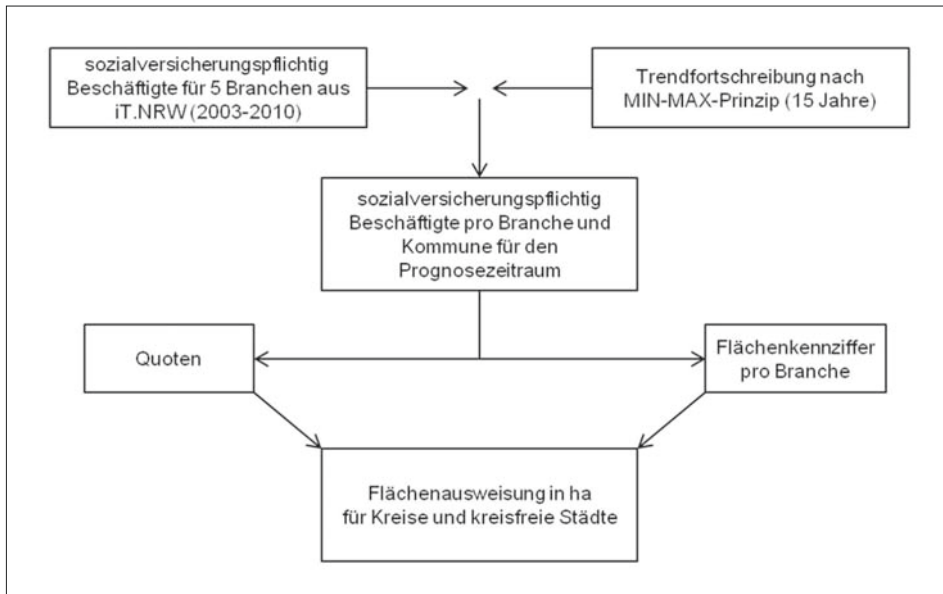 sozialversicherungspflichtig
Beschäftigte für 5 Branchen aus
iT.NRW (2003-2010)
Trendfortschreibung nach
MIN-MAX-Prinzip (15 Jahre)
sozialversicherungspflichtig
Beschäftigte pro Branche und
Kommune für den
Prognosezeitraum
Quoten
Flächenkennziffer
pro Branche
Flächenausweisung in ha
für Kreise und kreisfreie Städte